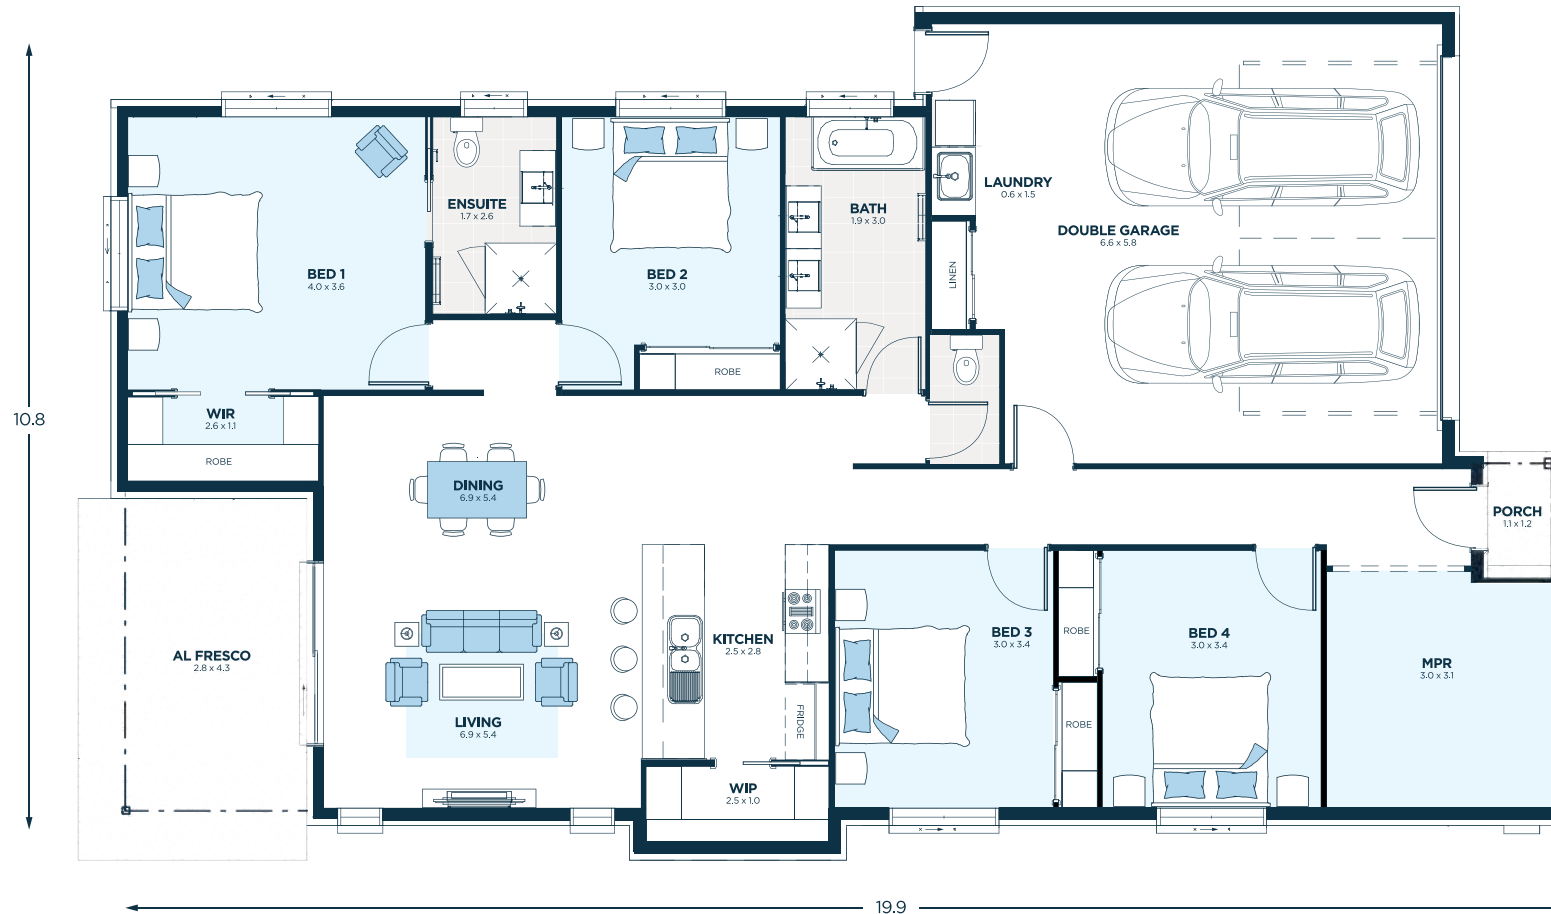 LAUNDRY
0.6 x 1.5
ENSUITE
1.7 x 2.6
BATH
1.9 x 3.0
DOUBLE GARAGE
6.6 x 5.8
BED 1
4.0 x 3.6
BED 2
3.0 x 3.0
LINEN
ROBE
10.8
WIR
2.6 x 1.1
ROBE
DINING
6.9 x 5.4
PORCH
1.1 x 1.2
AL FRESCO
2.8 x 4.3
KITCHEN
2.5 x 2.8
BED 3
3.0 x 3.4
ROBE
BED 4
3.0 x 3.4
MPR
3.0 x 3.1
LIVING
6.9 x 5.4
FRIDGE
ROBE
WIP
2.5 x 1.0
19.9